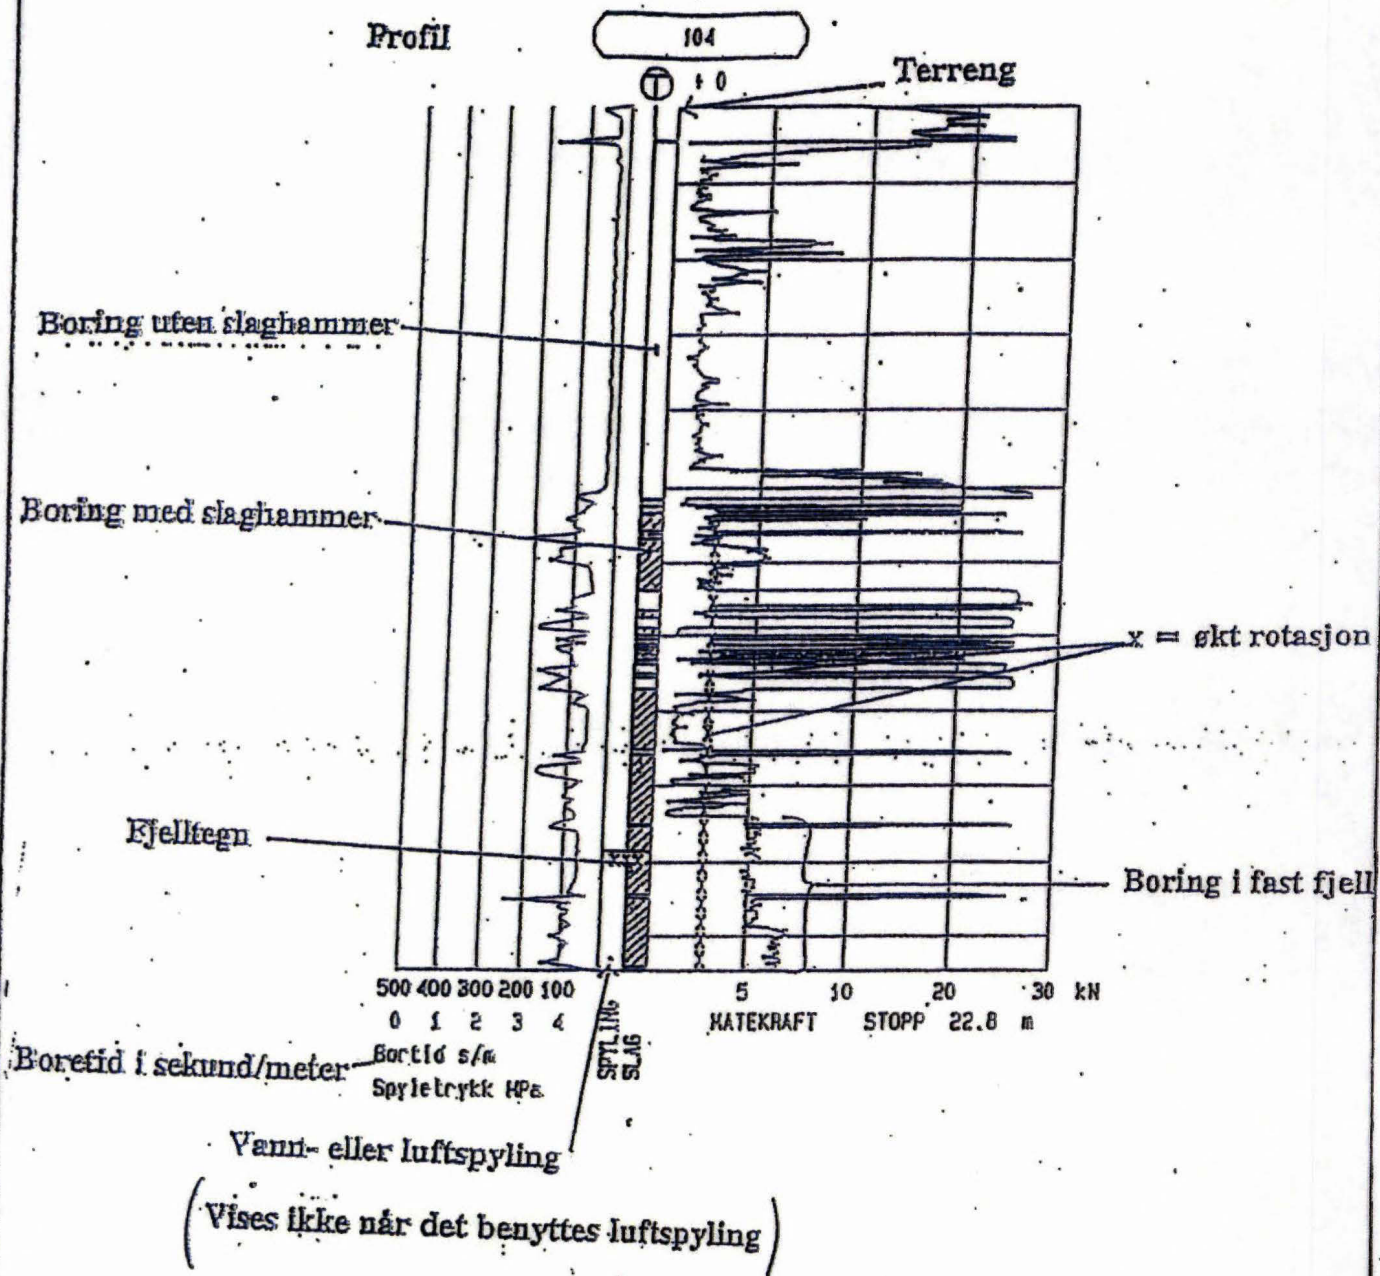 Profil
104
T + 0
Terreng
Boring uten slaghammer
Boring med slaghammer
x = økt rotasjon
Fjelltegn
Boring i fast fjell
500 400 300 200 100
5 10 20 30 kN
0 1 2 3 4
SPYLING
SLAG
MATEKRAFT STOPP 22.8 m
Boretid i sekund/meter
Bortid s/m
Spyletrykk MPa
Vann- eller luftspyling
(Vises ikke når det benyttes luftspyling)